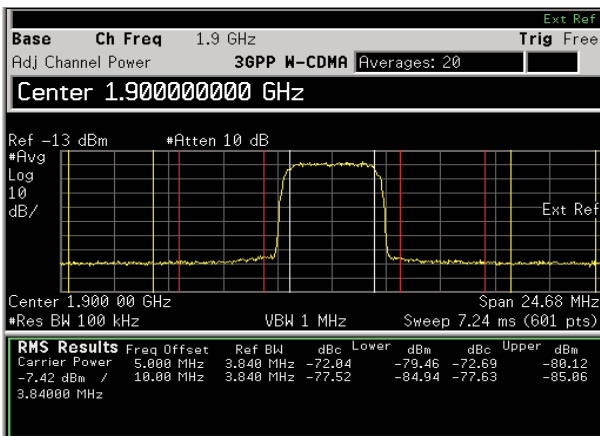 Ext Ref
Base Ch Freq 1.9 GHz Trig Free
Adj Channel Power 3GPP W-CDMA Averages: 20
Center 1.900000000 GHz
Ref -13 dBm #Atten 10 dB
#Avg
Log
10
dB/
Ext Ref
Center 1.900 00 GHz Span 24.68 MHz
#Res BW 100 kHz VBW 1 MHz Sweep 7.24 ms (601 pts)
RMS Results Freq Offset Ref BW dBc Lower dBm dBc Upper dBm
Carrier Power 5.000 MHz 3.840 MHz -72.04 -79.46 -72.69 -80.12
-7.42 dBm / 10.00 MHz 3.840 MHz -77.52 -84.94 -77.63 -85.06
3.84000 MHz